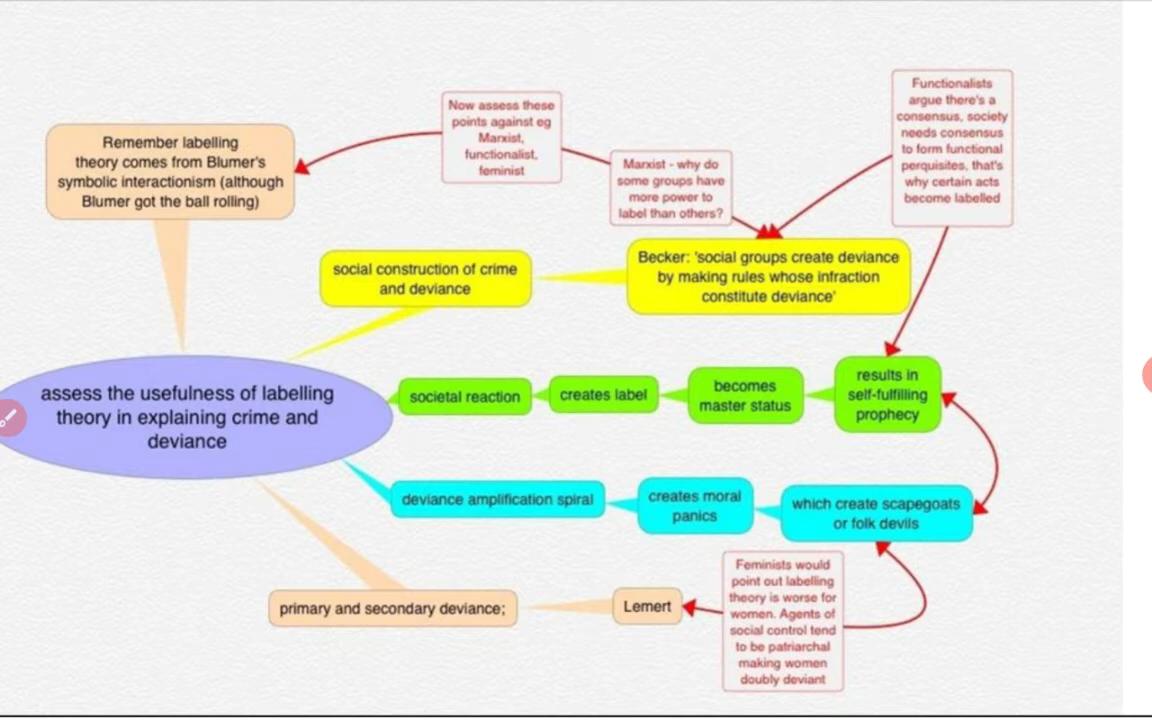 Functionalists
argue there's a
consensus, society
needs consensus
to form functional
perquisites, that's
why certain acts
become labelled
Now assess these
points against eg
Marxist,
functionalist,
feminist
Remember labelling
theory comes from Blumer's
symbolic interactionism (although
Blumer got the ball rolling)
Marxist - why do
some groups have
more power to
label than others?
social construction of crime
and deviance
Becker: 'social groups create deviance
by making rules whose infraction
constitute deviance'
assess the usefulness of labelling
theory in explaining crime and
deviance
societal reaction
creates label
becomes
master status
results in
self-fulfilling
prophecy
deviance amplification spiral
creates moral
panics
which create scapegoats
or folk devils
primary and secondary deviance;
Lemert
Feminists would
point out labelling
theory is worse for
women. Agents of
social control tend
to be patriarchal
making women
doubly deviant